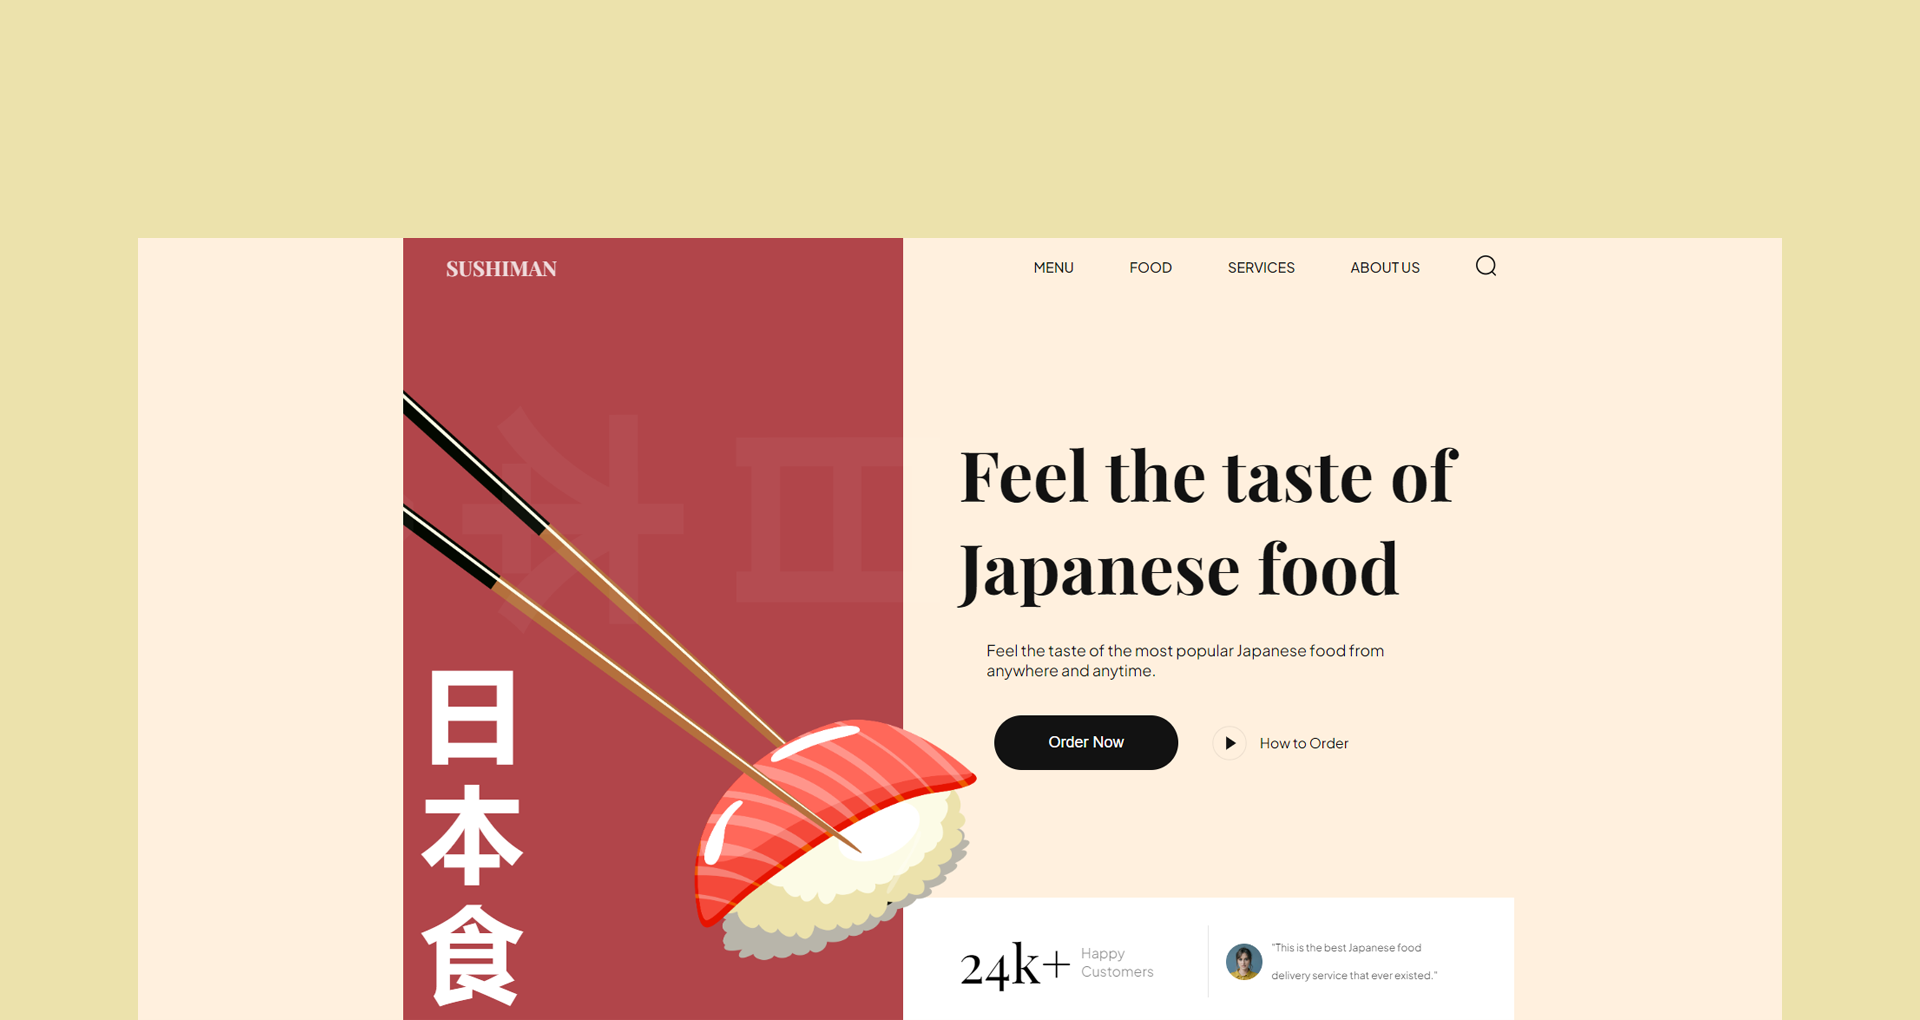 SUSHIMAN
MENU
FOOD
SERVICES
ABOUT US
Feel the taste of
Japanese food
Feel the taste of the most popular Japanese food from
anywhere and anytime.
Order Now
How to Order
日
本
食
24k+
Happy
Customers
"This is the best Japanese food
delivery service that ever existed."